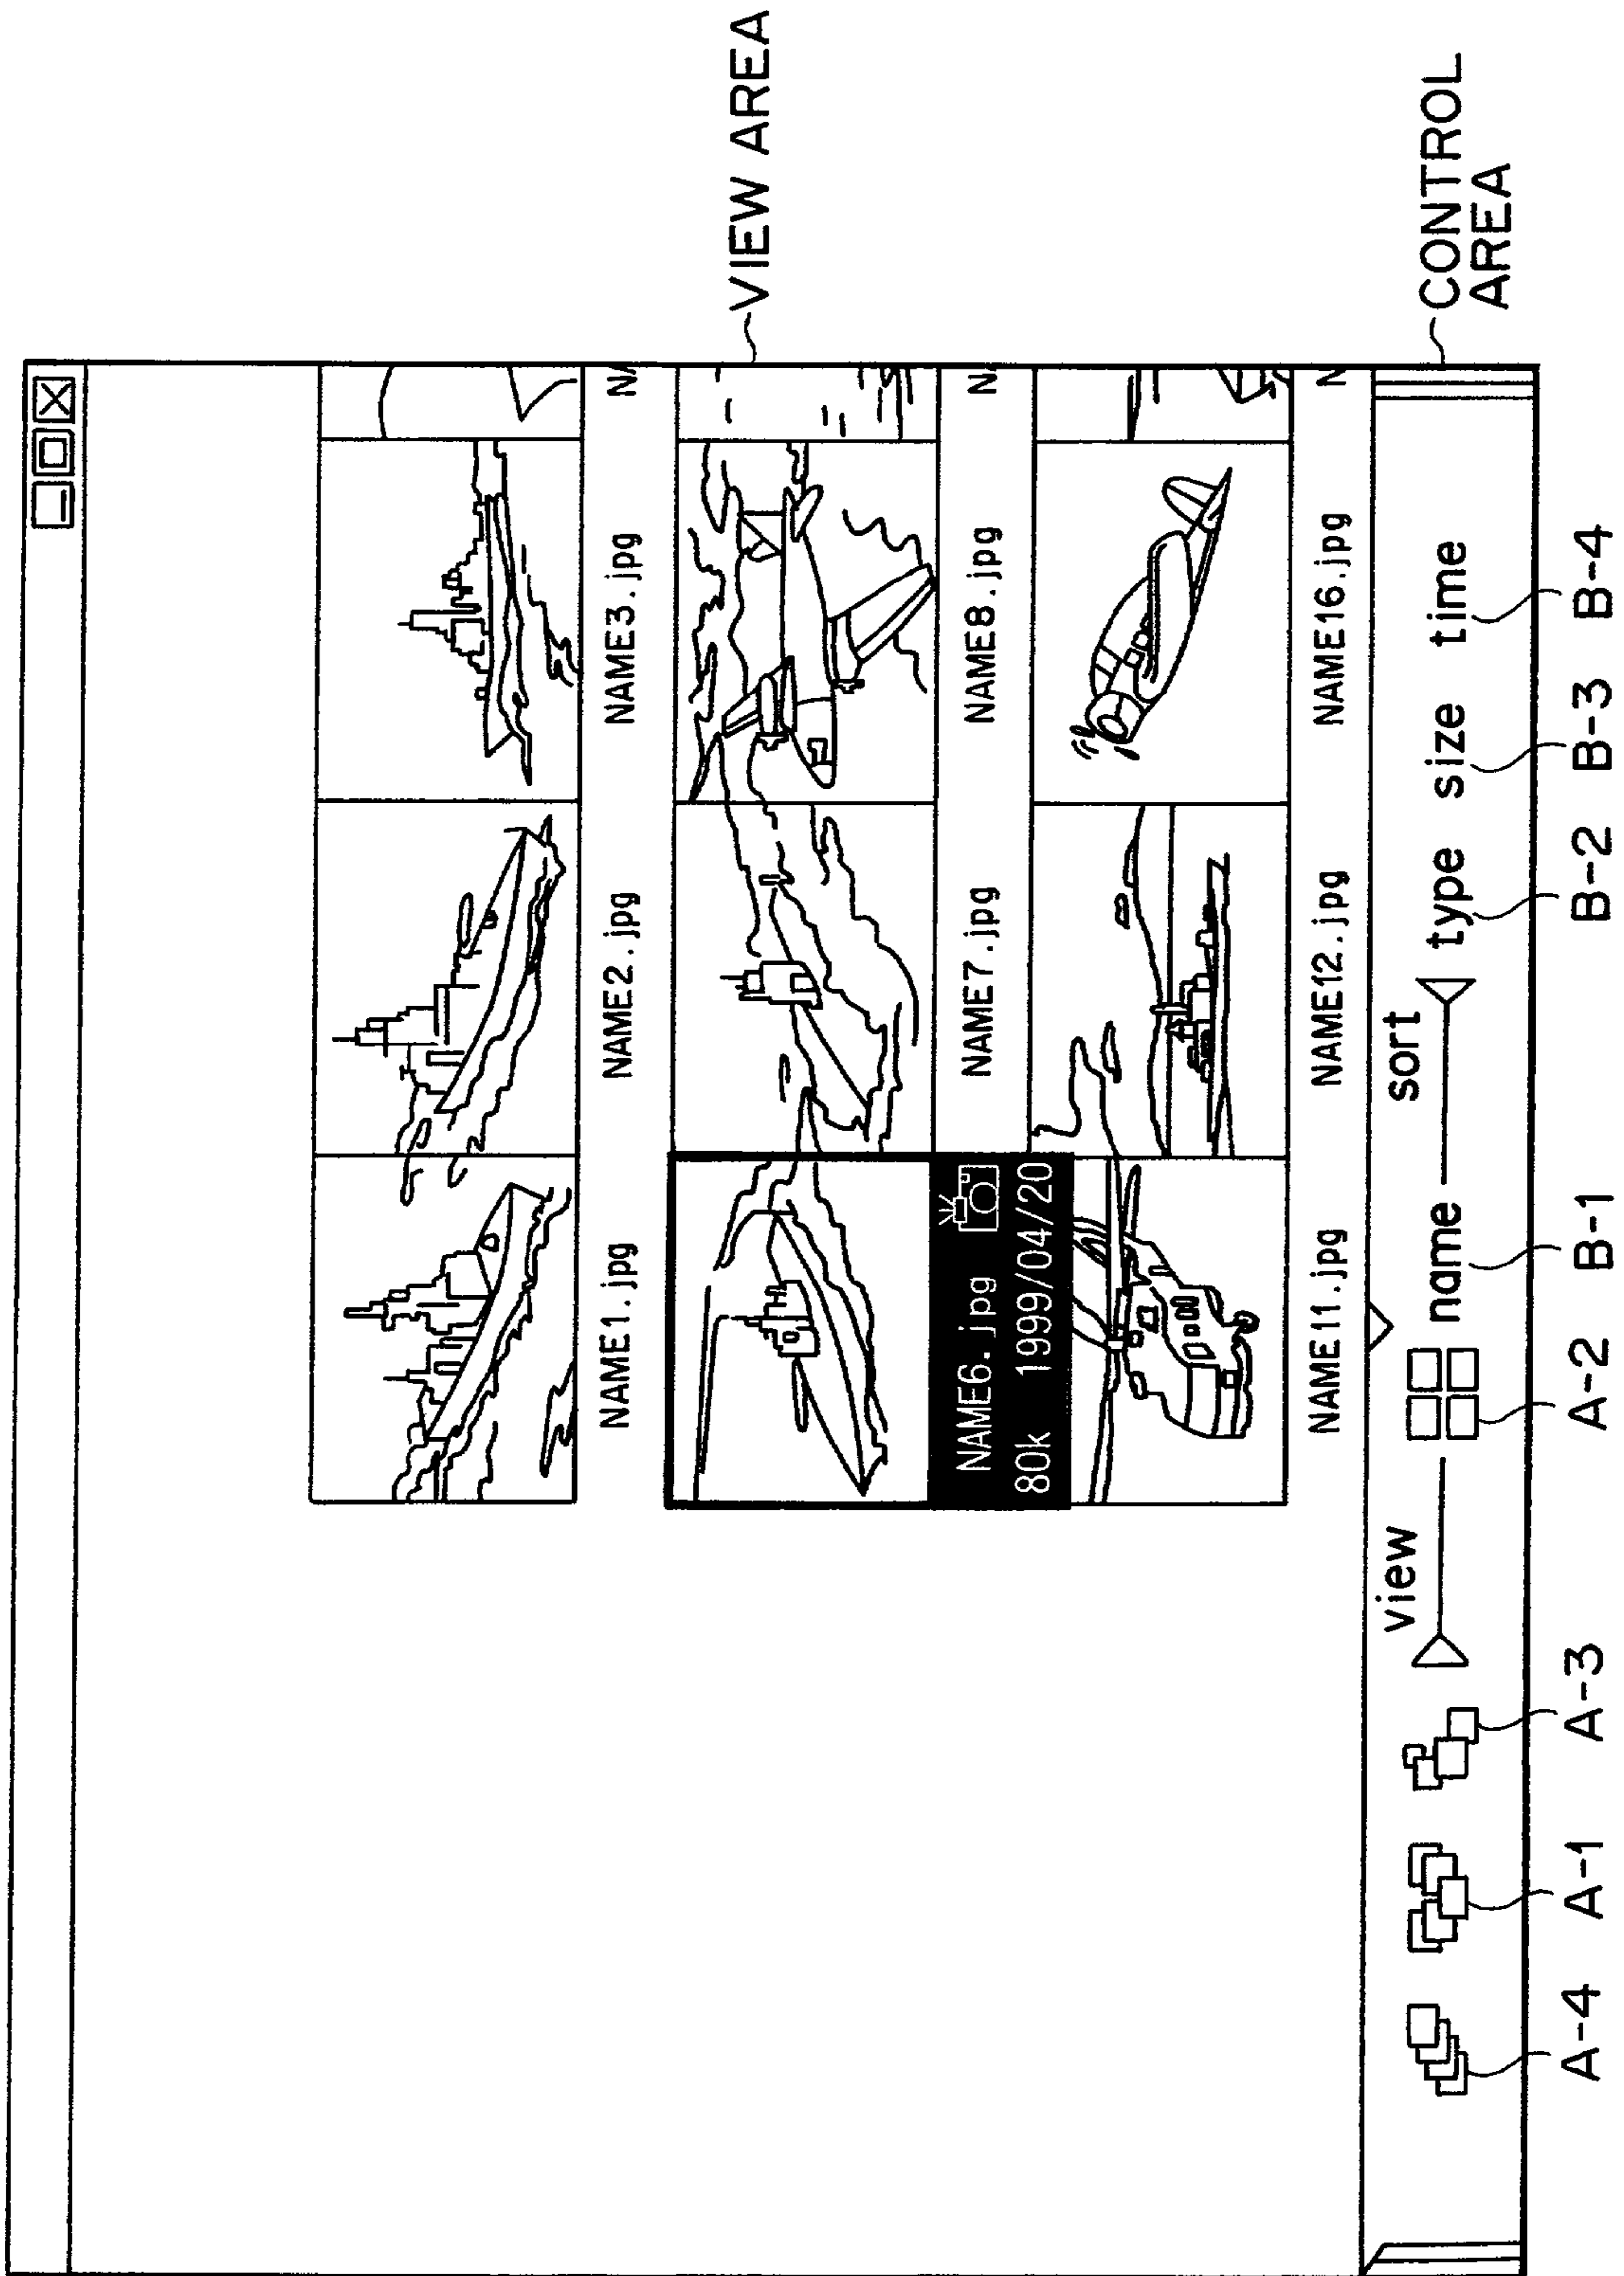 NAME1.jpg NAME2.jpg NAME3.jpg
VIEW AREA
NAME6.jpg NAME7.jpg NAME8.jpg
80k 1999/04/20
NAME11.jpg NAME12.jpg NAME16.jpg
view sort
name type size time
CONTROL
AREA
A-4 A-1 A-3 A-2 B-1 B-2 B-3 B-4